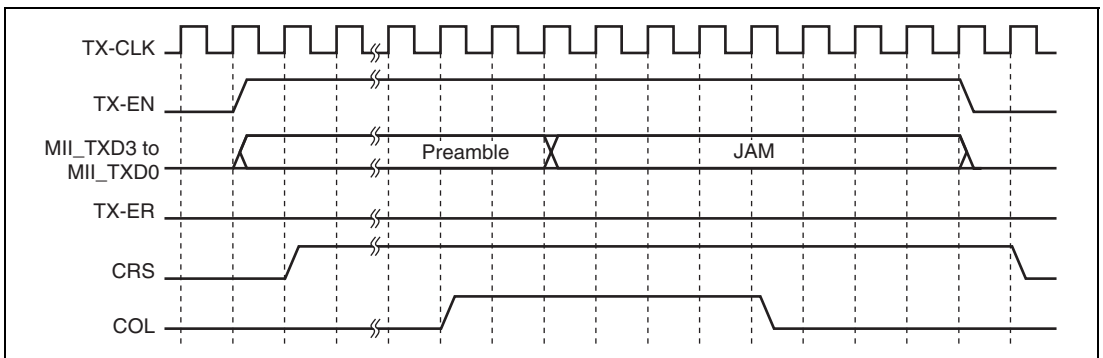 TX-CLK
TX-EN
MII_TXD3 to
MII_TXD0
Preamble
JAM
TX-ER
CRS
COL